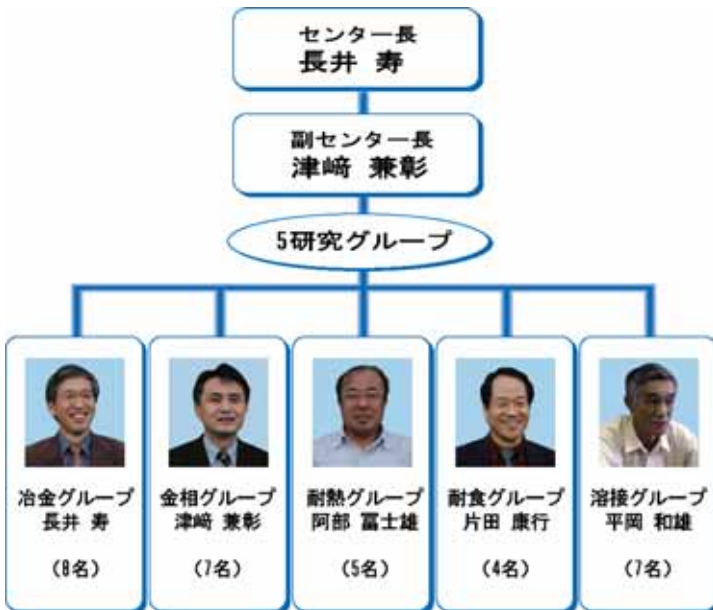 センター長
長井 寿
副センター長
津﨑 兼彰
5研究グループ
冶金グループ
長井 寿
(8名)
金相グループ
津﨑 兼彰
(7名)
耐熱グループ
阿部 冨士雄
(5名)
耐食グループ
片田 康行
(4名)
溶接グループ
平岡 和雄
(7名)